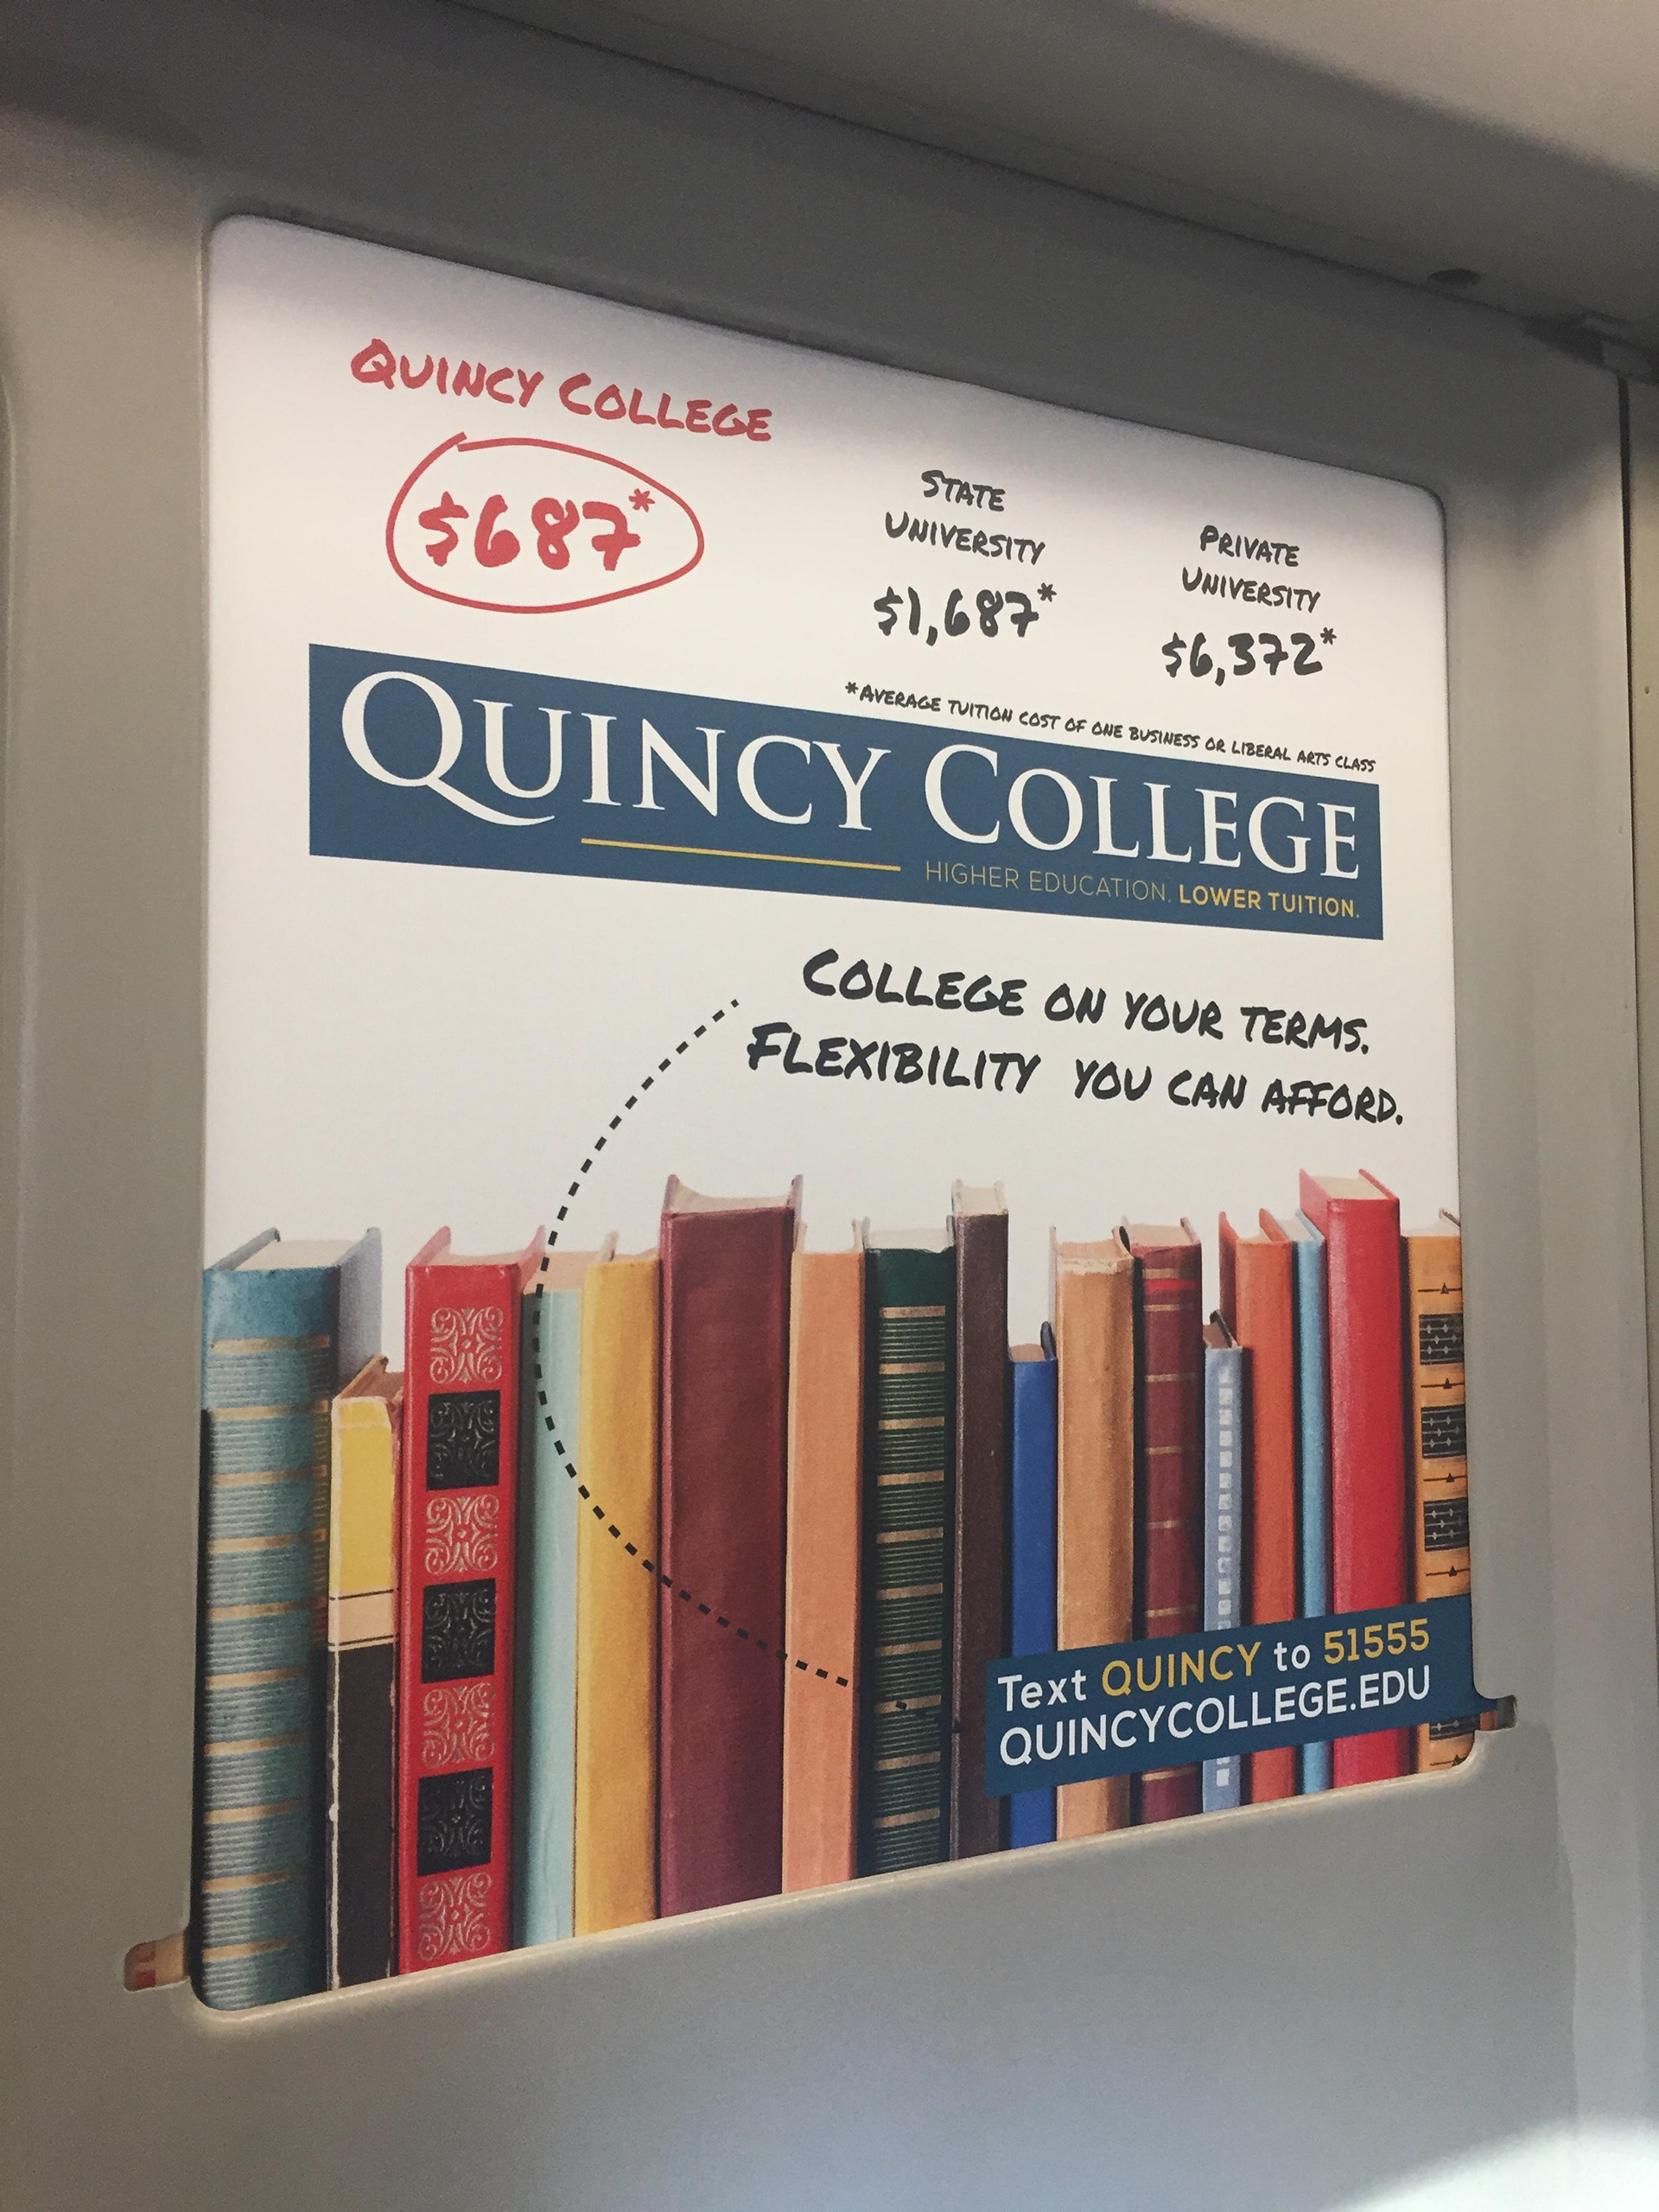 QUINCY COLLEGE
$687*
STATE
UNIVERSITY
$1,687*
PRIVATE
UNIVERSITY
$6,372*
*AVERAGE TUITION COST OF ONE BUSINESS OR LIBERAL ARTS CLASS
QUINCY COLLEGE
HIGHER EDUCATION. LOWER TUITION.
COLLEGE ON YOUR TERMS.
FLEXIBILITY YOU CAN AFFORD.
Text QUINCY to 51555
QUINCYCOLLEGE.EDU